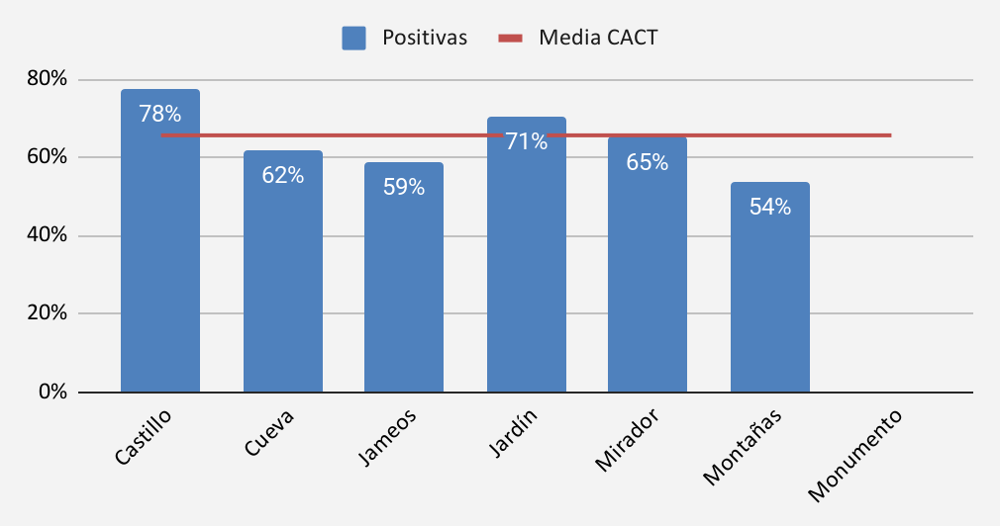 Positivas Media CACT
80%
78%
71%
60%
62%
59%
65%
54%
40%
20%
0%
Castillo
Cueva
Jameos
Jardín
Mirador
Montañas
Monumento